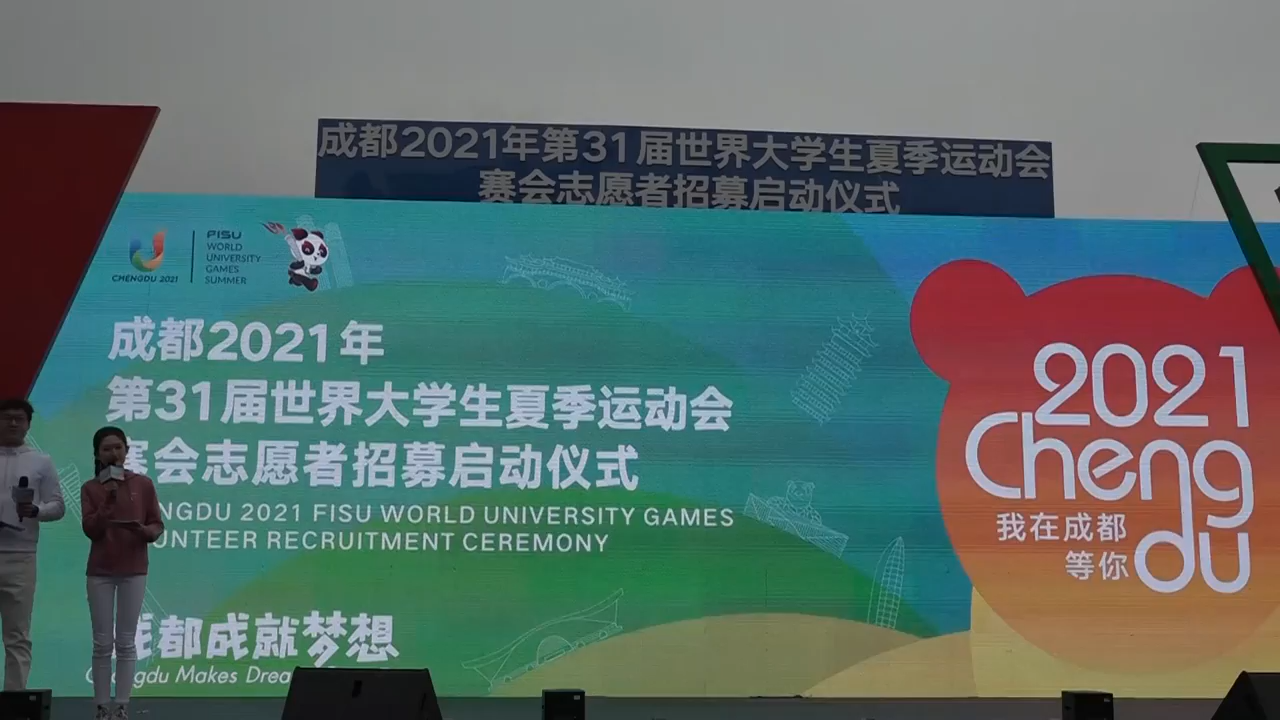 成都2021年第31届世界大学生夏季运动会
赛会志愿者招募启动仪式
CHENGDU 2021
FISU
WORLD
UNIVERSITY
GAMES
SUMMER
成都2021年
第31届世界大学生夏季运动会
赛会志愿者招募启动仪式
NGDU 2021 FISU WORLD UNIVERSITY GAMES
UNTEER RECRUITMENT CEREMONY
都成就梦想
Makes Drea
2021
Cheng
du
我在成都
等你